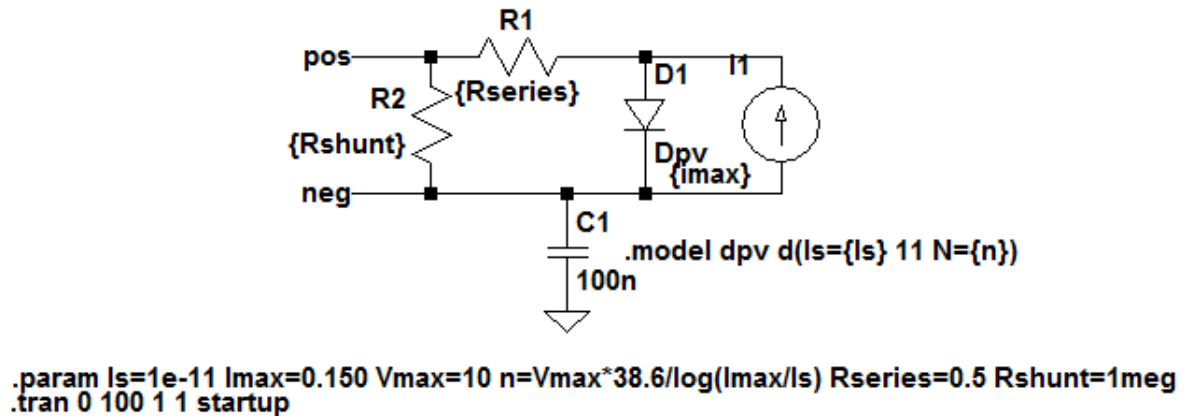 R1
pos
D1
I1
R2
{Rseries}
{Rshunt}
Dpv
{imax}
neg
C1
.model dpv d(Is={Is} 11 N={n})
100n
.param Is=1e-11 Imax=0.150 Vmax=10 n=Vmax*38.6/log(Imax/Is) Rseries=0.5 Rshunt=1meg
.tran 0 100 1 1 startup